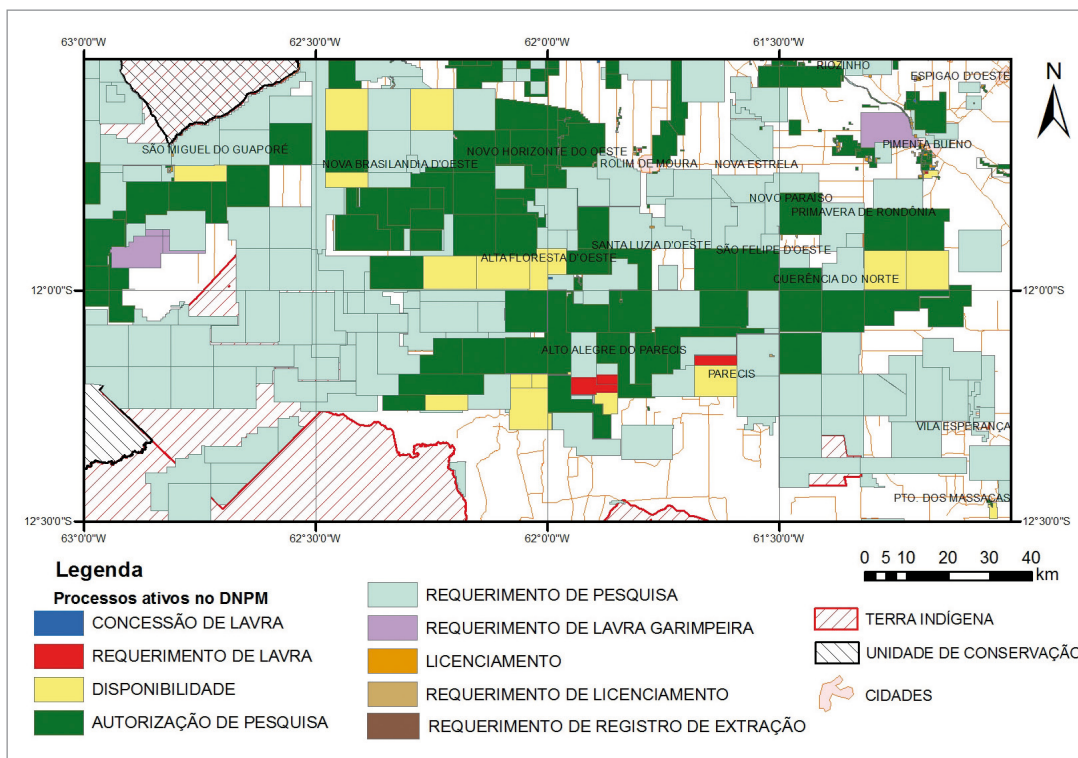 63°0'0"W 62°30'0"W 62°0'0"W 61°30'0"W
RIOZINHO
ESPIGÃO D'OESTE
N
SÃO MIGUEL DO GUAPORÉ
NOVA BRASILANDIA D'OESTE
NOVO HORIZONTE DO OESTE
ROLIM DE MOURA
NOVA ESTRELA
PIMENTA BUENO
NOVO PARAÍSO
PRIMAVERA DE RONDÔNIA
SANTA LUZIA D'OESTE
SÃO FELIPE D'OESTE
ALTA FLORESTA D'OESTE
QUERÊNCIA DO NORTE
12°0'0"S 12°0'0"S
ALTO ALEGRE DO PARECIS
PARECIS
VILA ESPERANÇA
PTO. DOS MASSACAS
12°30'0"S 12°30'0"S
63°0'0"W 62°30'0"W 62°0'0"W 61°30'0"W
0 5 10 20 30 40
km
Legenda
Processos ativos no DNPM
CONCESSÃO DE LAVRA
REQUERIMENTO DE LAVRA
DISPONIBILIDADE
AUTORIZAÇÃO DE PESQUISA
REQUERIMENTO DE PESQUISA
REQUERIMENTO DE LAVRA GARIMPEIRA
LICENCIAMENTO
REQUERIMENTO DE LICENCIAMENTO
REQUERIMENTO DE REGISTRO DE EXTRAÇÃO
TERRA INDÍGENA
UNIDADE DE CONSERVAÇÃO
CIDADES